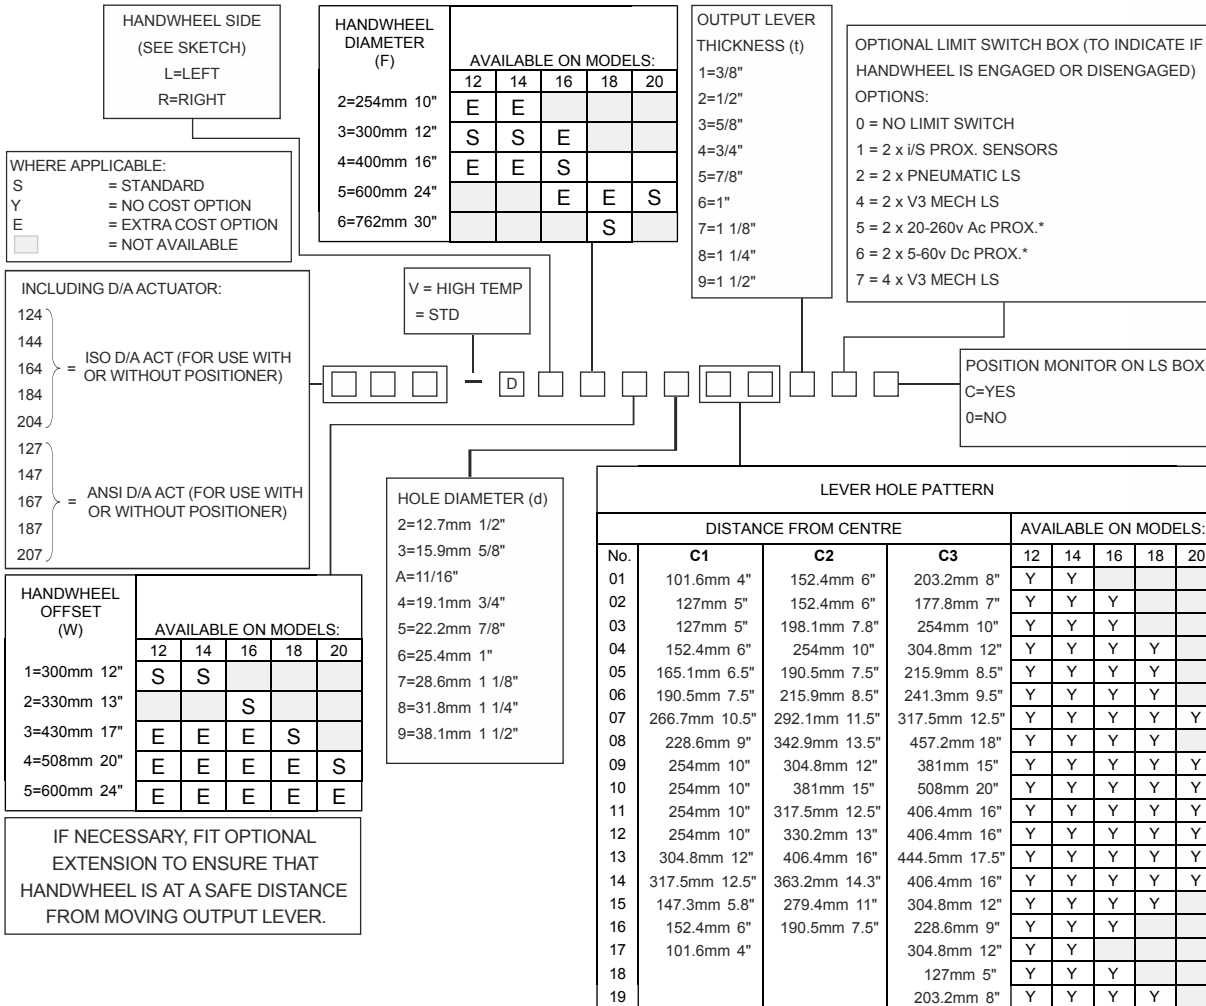 HANDWHEEL SIDE
(SEE SKETCH)
L=LEFT
R=RIGHT
HANDWHEEL
DIAMETER
(F)
AVAILABLE ON MODELS:
12 14 16 18 20
2=254mm 10" E E
3=300mm 12" S S E
4=400mm 16" E E S
5=600mm 24" E E S
6=762mm 30" S
OUTPUT LEVER
THICKNESS (t)
1=3/8"
2=1/2"
3=5/8"
4=3/4"
5=7/8"
6=1"
7=1 1/8"
8=1 1/4"
9=1 1/2"
OPTIONAL LIMIT SWITCH BOX (TO INDICATE IF
HANDWHEEL IS ENGAGED OR DISENGAGED)
OPTIONS:
0 = NO LIMIT SWITCH
1 = 2 x i/S PROX. SENSORS
2 = 2 x PNEUMATIC LS
4 = 2 x V3 MECH LS
5 = 2 x 20-260v Ac PROX.*
6 = 2 x 5-60v Dc PROX.*
7 = 4 x V3 MECH LS
WHERE APPLICABLE:
S = STANDARD
Y = NO COST OPTION
E = EXTRA COST OPTION
= NOT AVAILABLE
INCLUDING D/A ACTUATOR:
124
144
164
184
204
= ISO D/A ACT (FOR USE WITH
OR WITHOUT POSITIONER)
127
147
167
187
207
= ANSI D/A ACT (FOR USE WITH
OR WITHOUT POSITIONER)
V = HIGH TEMP
= STD
– D
POSITION MONITOR ON LS BOX
C=YES
0=NO
HOLE DIAMETER (d)
2=12.7mm 1/2"
3=15.9mm 5/8"
A=11/16"
4=19.1mm 3/4"
5=22.2mm 7/8"
6=25.4mm 1"
7=28.6mm 1 1/8"
8=31.8mm 1 1/4"
9=38.1mm 1 1/2"
HANDWHEEL
OFFSET
(W)
AVAILABLE ON MODELS:
12 14 16 18 20
1=300mm 12" S S
2=330mm 13" S
3=430mm 17" E E E S
4=508mm 20" E E E E S
5=600mm 24" E E E E E
IF NECESSARY, FIT OPTIONAL
EXTENSION TO ENSURE THAT
HANDWHEEL IS AT A SAFE DISTANCE
FROM MOVING OUTPUT LEVER.
LEVER HOLE PATTERN
DISTANCE FROM CENTRE AVAILABLE ON MODELS:
No. C1 C2 C3 12 14 16 18 20
01 101.6mm 4" 152.4mm 6" 203.2mm 8" Y Y
02 127mm 5" 152.4mm 6" 177.8mm 7" Y Y Y
03 127mm 5" 198.1mm 7.8" 254mm 10" Y Y Y
04 152.4mm 6" 254mm 10" 304.8mm 12" Y Y Y Y
05 165.1mm 6.5" 190.5mm 7.5" 215.9mm 8.5" Y Y Y Y
06 190.5mm 7.5" 215.9mm 8.5" 241.3mm 9.5" Y Y Y Y
07 266.7mm 10.5" 292.1mm 11.5" 317.5mm 12.5" Y Y Y Y Y
08 228.6mm 9" 342.9mm 13.5" 457.2mm 18" Y Y Y Y
09 254mm 10" 304.8mm 12" 381mm 15" Y Y Y Y Y
10 254mm 10" 381mm 15" 508mm 20" Y Y Y Y Y
11 254mm 10" 317.5mm 12.5" 406.4mm 16" Y Y Y Y Y
12 254mm 10" 330.2mm 13" 406.4mm 16" Y Y Y Y Y
13 304.8mm 12" 406.4mm 16" 444.5mm 17.5" Y Y Y Y Y
14 317.5mm 12.5" 363.2mm 14.3" 406.4mm 16" Y Y Y Y Y
15 147.3mm 5.8" 279.4mm 11" 304.8mm 12" Y Y Y Y
16 152.4mm 6" 190.5mm 7.5" 228.6mm 9" Y Y Y
17 101.6mm 4" 304.8mm 12" Y Y
18 127mm 5" Y Y Y
19 203.2mm 8" Y Y Y Y